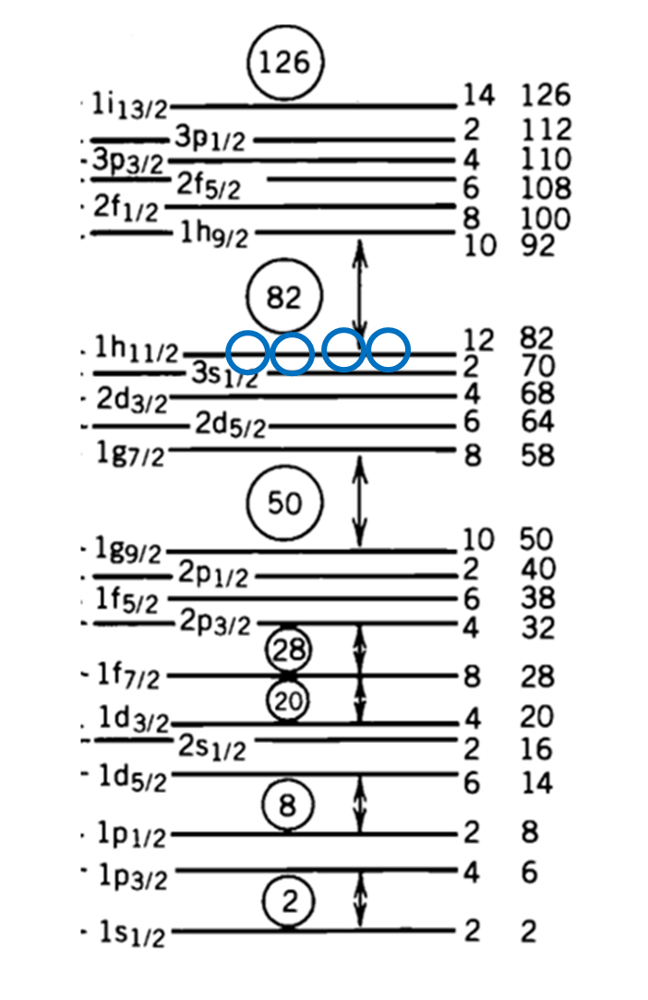 126
1i13/2 14 126
3p1/2 2 112
3p3/2 4 110
2f5/2 6 108
2f1/2 8 100
1h9/2 10 92
82
1h11/2 12 82
3s1/2 2 70
2d3/2 4 68
2d5/2 6 64
1g7/2 8 58
50
1g9/2 10 50
2p1/2 2 40
1f5/2 6 38
2p3/2 4 32
28
1f7/2 8 28
20
1d3/2 4 20
2s1/2 2 16
1d5/2 6 14
8
1p1/2 2 8
1p3/2 4 6
2
1s1/2 2 2